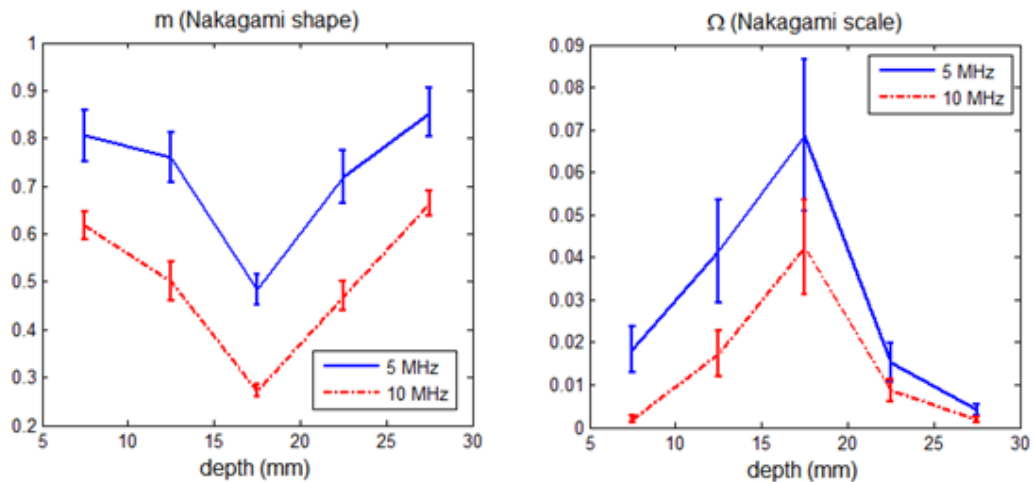 m (Nakagami shape)
1
0.9
0.8
0.7
0.6
0.5
0.4
0.3
0.2
5 MHz
10 MHz
5 10 15 20 25 30
depth (mm)
Ω (Nakagami scale)
0.09
0.08
0.07
0.06
0.05
0.04
0.03
0.02
0.01
0
5 MHz
10 MHz
5 10 15 20 25 30
depth (mm)